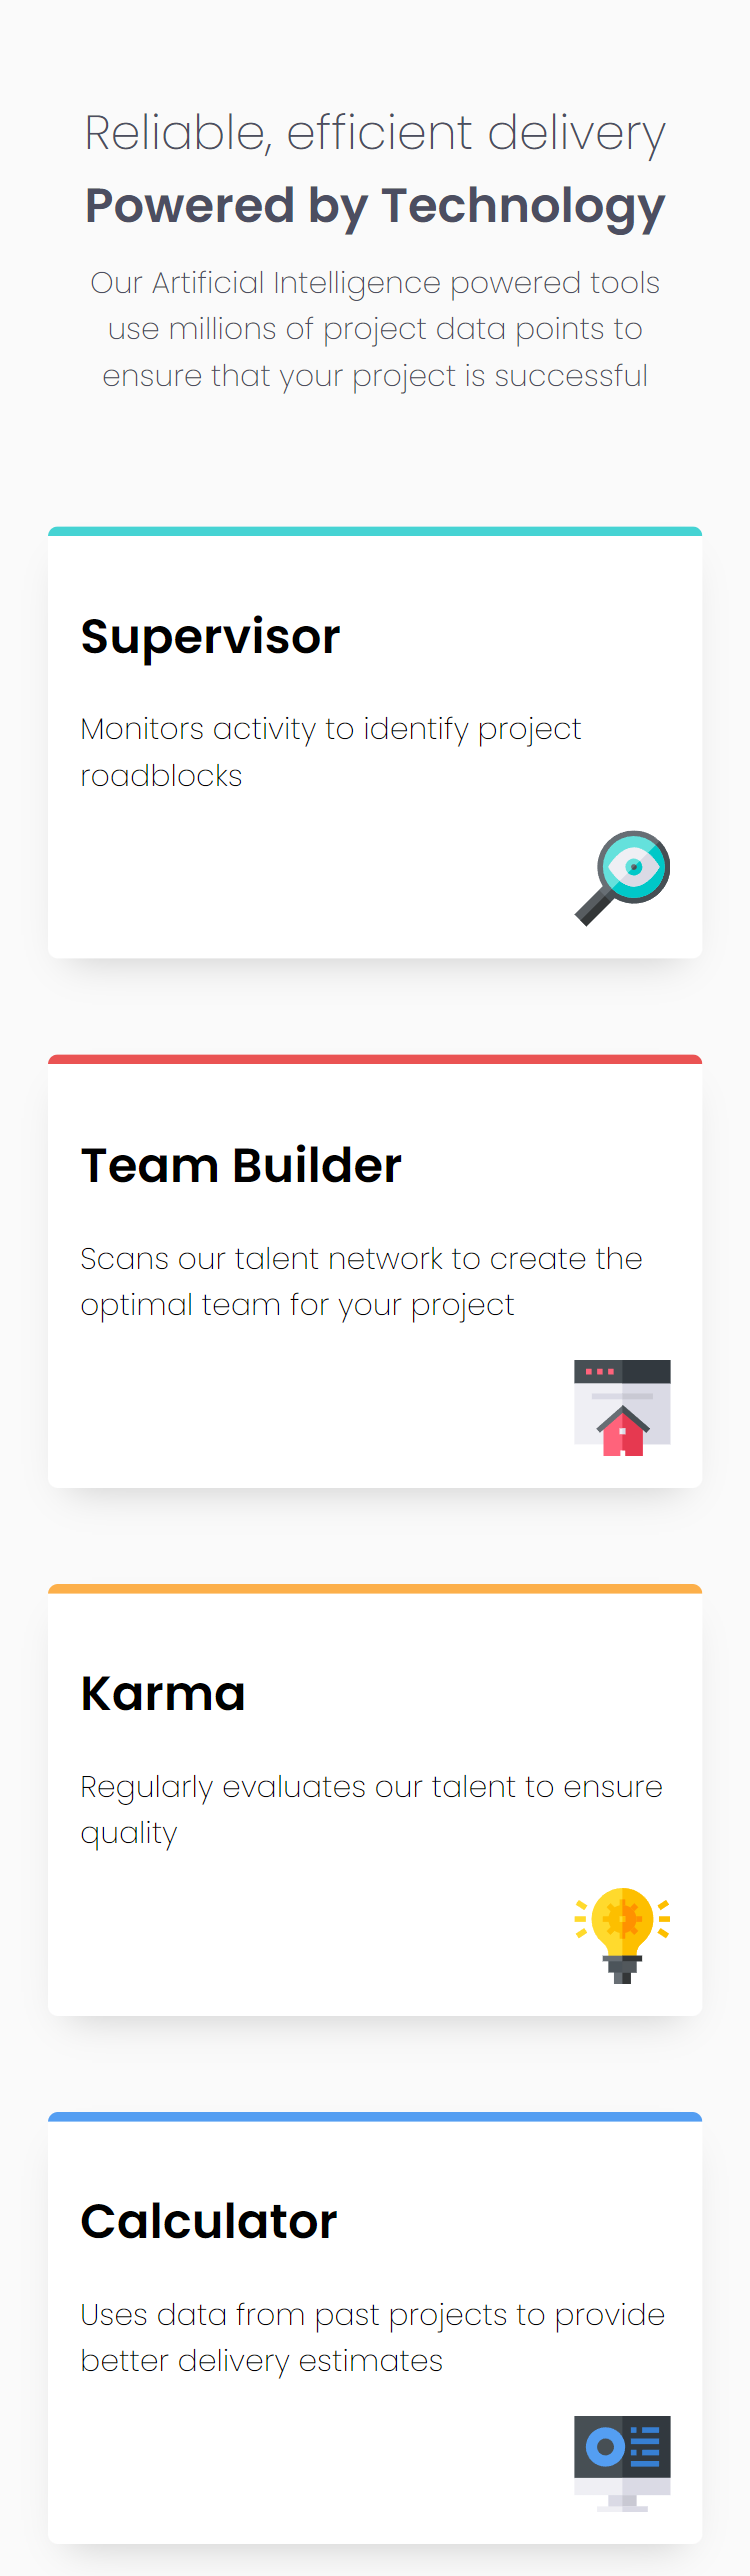 Reliable, efficient delivery
Powered by Technology
Our Artificial Intelligence powered tools
use millions of project data points to
ensure that your project is successful
Supervisor
Monitors activity to identify project
roadblocks
Team Builder
Scans our talent network to create the
optimal team for your project
Karma
Regularly evaluates our talent to ensure
quality
Calculator
Uses data from past projects to provide
better delivery estimates